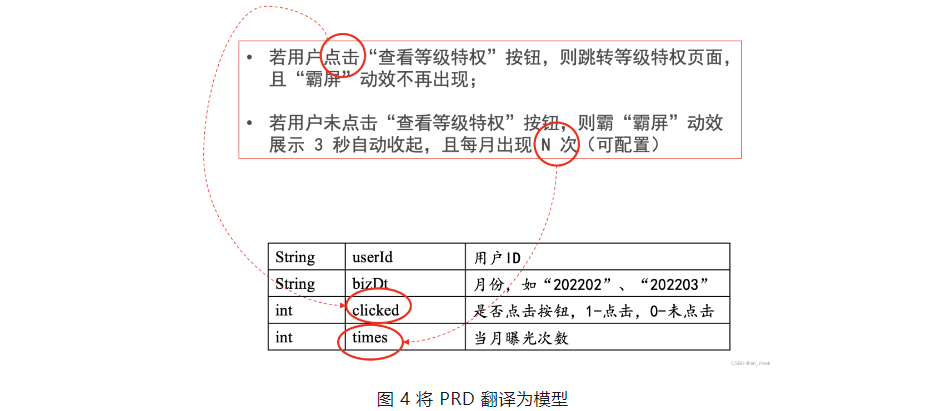 • 若用户点击“查看等级特权”按钮，则跳转等级特权页面，
且“霸屏”动效不再出现；
• 若用户未点击“查看等级特权”按钮，则霸“霸屏”动效
展示 3 秒自动收起，且每月出现 N 次（可配置）
String userId 用户ID
String bizDt 月份，如“202202”、“202203”
int clicked 是否点击按钮，1-点击，0-未点击
int times 当月曝光次数
图 4 将 PRD 翻译为模型